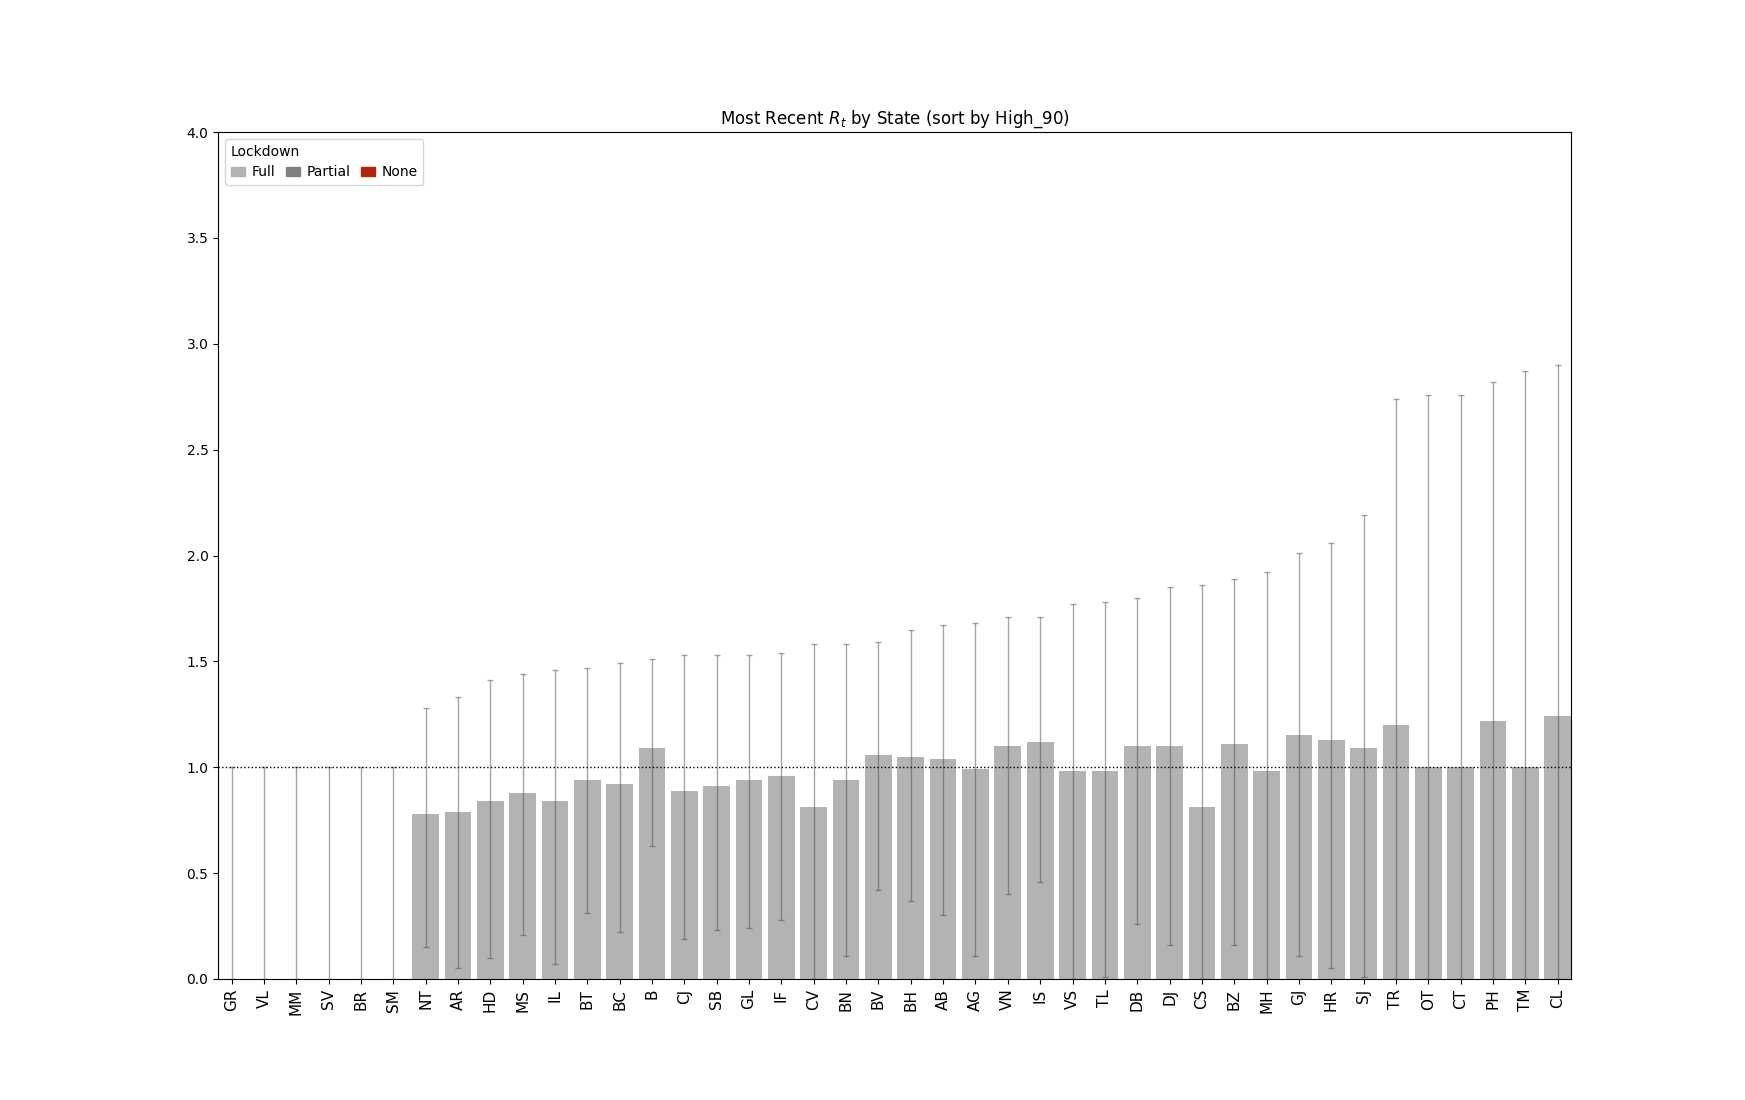 Most Recent Rt by State (sort by High_90)
Lockdown
Full Partial None
4.0
3.5
3.0
2.5
2.0
1.5
1.0
0.5
0.0
GR VL MM SV BR SM NT AR HD MS IL BT BC B CJ SB GL IF CV BN BV BH AB AG VN IS VS TL DB DJ CS BZ MH GJ HR SJ TR OT CT PH TM CL